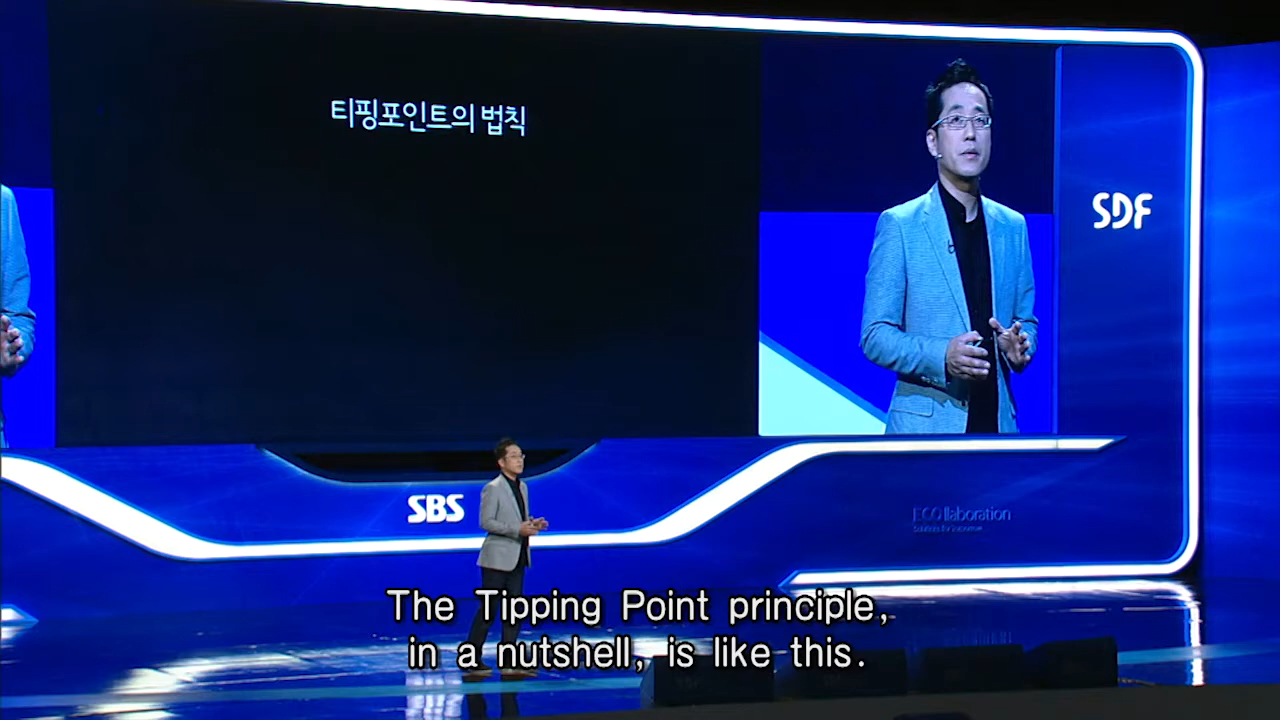 티핑포인트의 법칙
SDF
SBS
ECOllaboration
The Tipping Point principle,
in a nutshell, is like this.